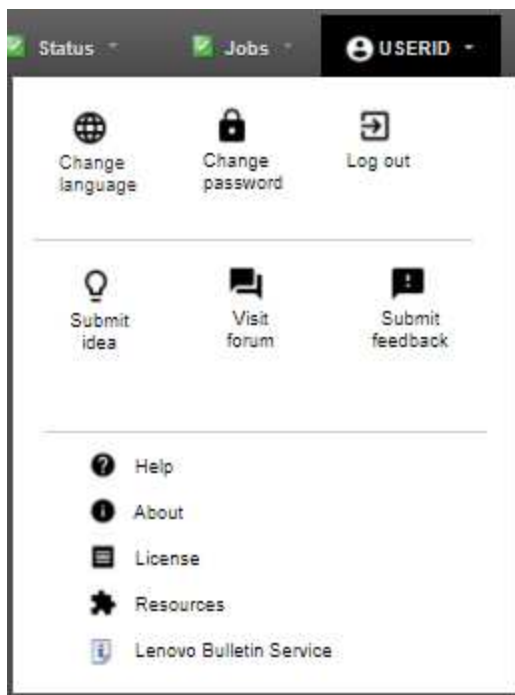 Status Jobs USERID
Change Change Log out
language password
Submit Visit Submit
idea forum feedback
Help
About
License
Resources
Lenovo Bulletin Service